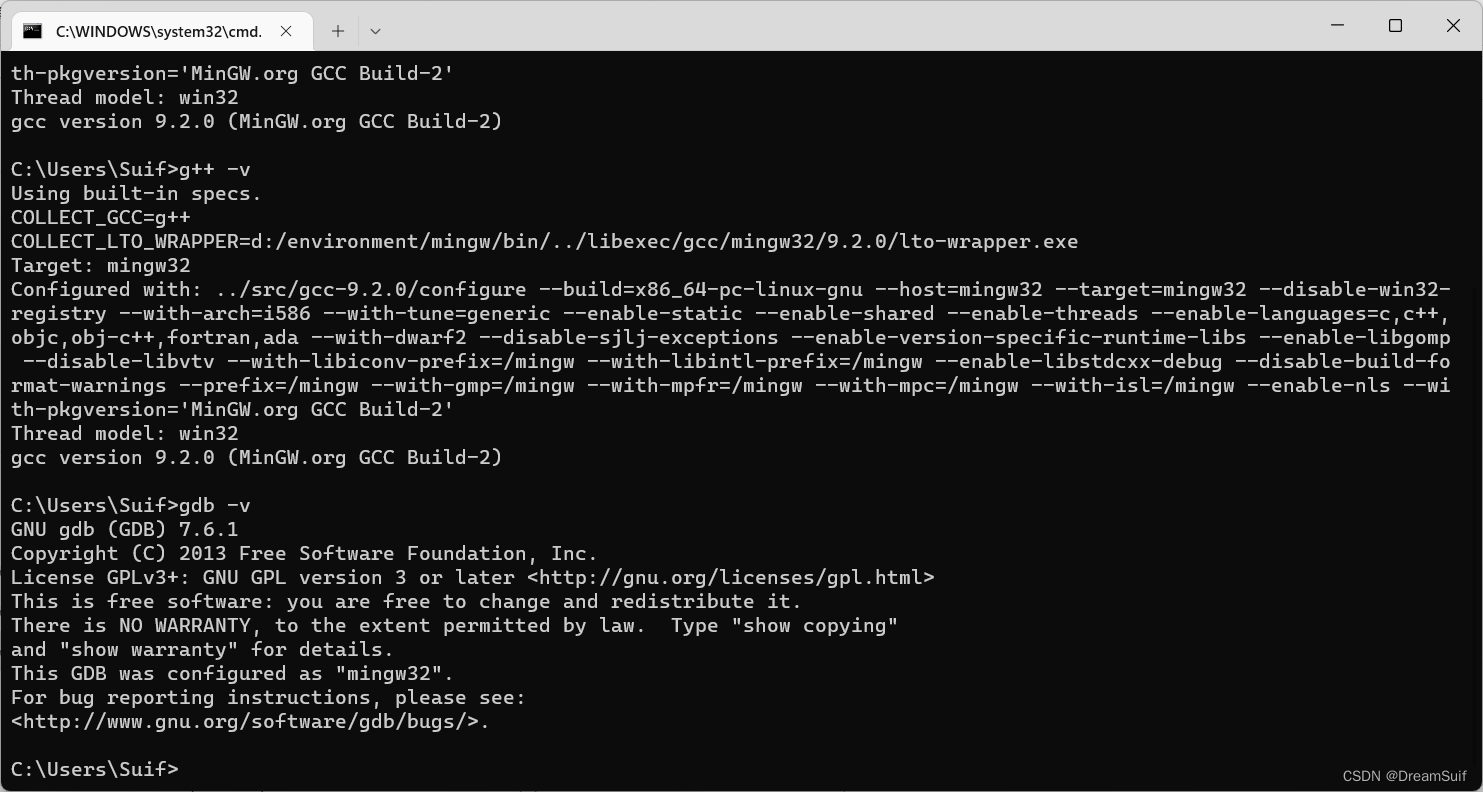 C:\WINDOWS\system32\cmd.
th-pkgversion='MinGW.org GCC Build-2'
Thread model: win32
gcc version 9.2.0 (MinGW.org GCC Build-2)
C:\Users\Suif>g++ -v
Using built-in specs.
COLLECT_GCC=g++
COLLECT_LTO_WRAPPER=d:/environment/mingw/bin/../libexec/gcc/mingw32/9.2.0/lto-wrapper.exe
Target: mingw32
Configured with: ../src/gcc-9.2.0/configure --build=x86_64-pc-linux-gnu --host=mingw32 --target=mingw32 --disable-win32-
registry --with-arch=i586 --with-tune=generic --enable-static --enable-shared --enable-threads --enable-languages=c,c++,
objc,obj-c++,fortran,ada --with-dwarf2 --disable-sjlj-exceptions --enable-version-specific-runtime-libs --enable-libgomp
 --disable-libvtv --with-libiconv-prefix=/mingw --with-libintl-prefix=/mingw --enable-libstdcxx-debug --disable-build-fo
rmat-warnings --prefix=/mingw --with-gmp=/mingw --with-mpfr=/mingw --with-mpc=/mingw --with-isl=/mingw --enable-nls --wi
th-pkgversion='MinGW.org GCC Build-2'
Thread model: win32
gcc version 9.2.0 (MinGW.org GCC Build-2)
C:\Users\Suif>gdb -v
GNU gdb (GDB) 7.6.1
Copyright (C) 2013 Free Software Foundation, Inc.
License GPLv3+: GNU GPL version 3 or later <http://gnu.org/licenses/gpl.html>
This is free software: you are free to change and redistribute it.
There is NO WARRANTY, to the extent permitted by law.  Type "show copying"
and "show warranty" for details.
This GDB was configured as "mingw32".
For bug reporting instructions, please see:
<http://www.gnu.org/software/gdb/bugs/>.
C:\Users\Suif>
CSDN @DreamSuif